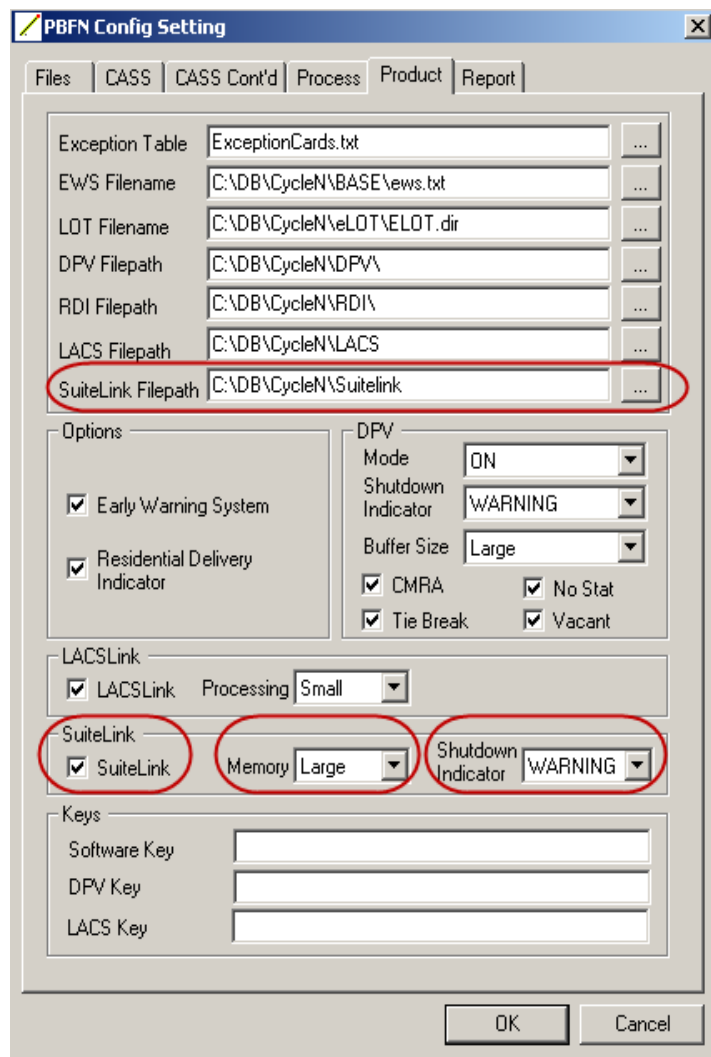 PBFN Config Setting
Files CASS CASS Cont'd Process Product Report
Exception Table ExceptionCards.txt ...
EWS Filename C:\DB\CycleN\BASE\ews.txt ...
LOT Filename C:\DB\CycleN\eLOT\ELOT.dir ...
DPV Filepath C:\DB\CycleN\DPV\ ...
RDI Filepath C:\DB\CycleN\RDI\ ...
LACS Filepath C:\DB\CycleN\LACS ...
SuiteLink Filepath C:\DB\CycleN\Suitelink ...
Options
Early Warning System
Residential Delivery
Indicator
DPV
Mode ON
Shutdown
Indicator WARNING
Buffer Size Large
CMRA No Stat
Tie Break Vacant
LACSLink
LACSLink Processing Small
SuiteLink
SuiteLink Memory Large Shutdown
Indicator WARNING
Keys
Software Key
DPV Key
LACS Key
OK Cancel